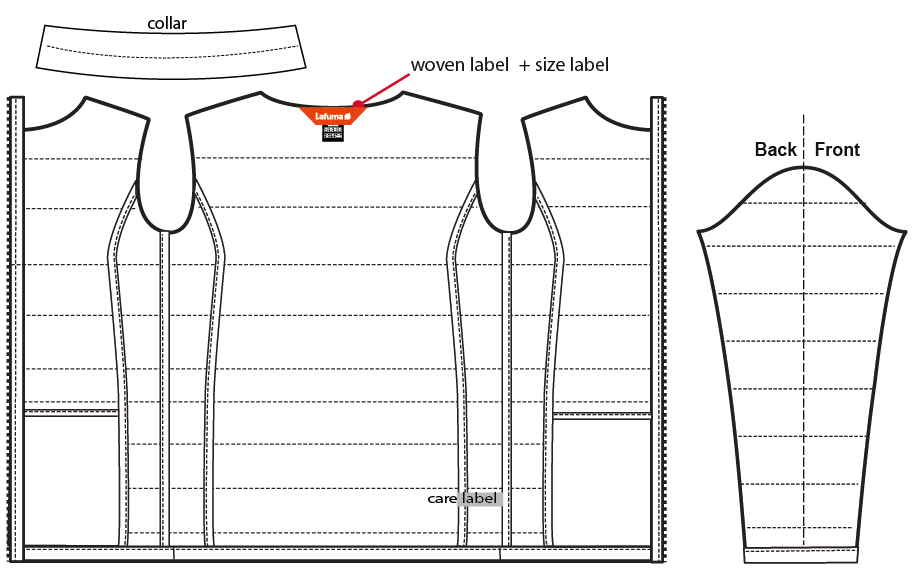 collar
woven label + size label
Lafuma
Back Front
care label